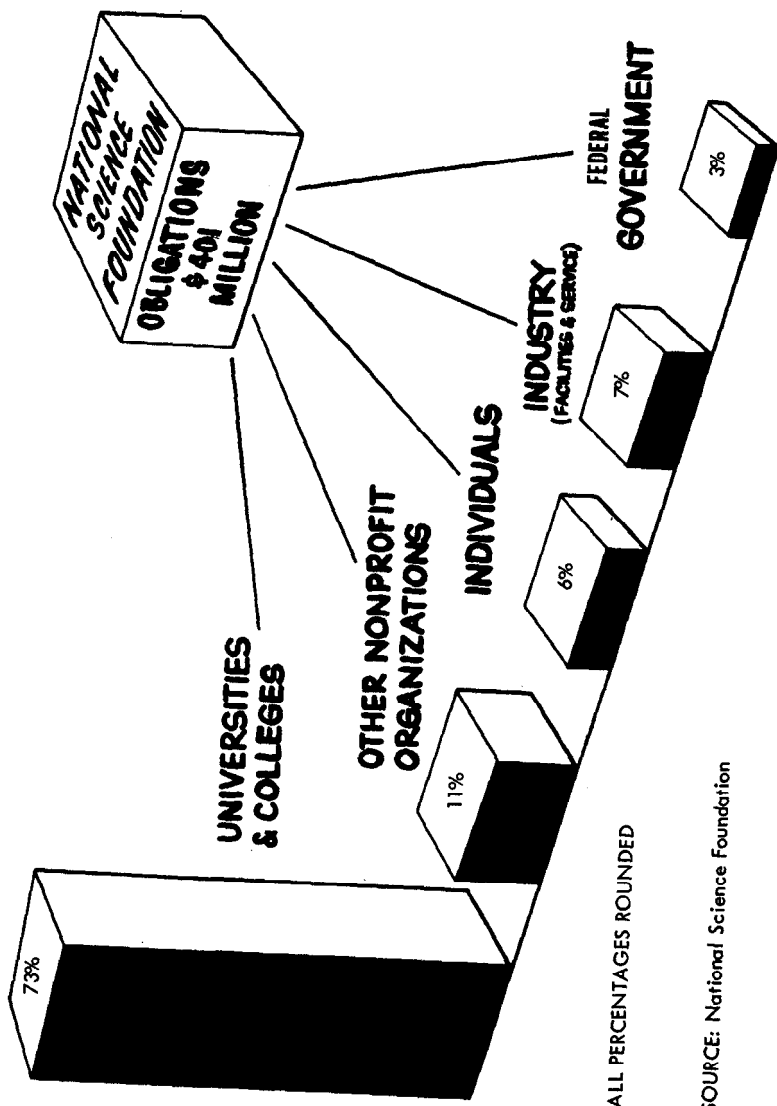 NATIONAL
SCIENCE
FOUNDATION
OBLIGATIONS
$401
MILLION
UNIVERSITIES
& COLLEGES
OTHER NONPROFIT
ORGANIZATIONS
INDIVIDUALS
INDUSTRY
(FACILITIES & SERVICE)
FEDERAL
GOVERNMENT
73%
11%
6%
7%
3%
ALL PERCENTAGES ROUNDED
SOURCE: National Science Foundation